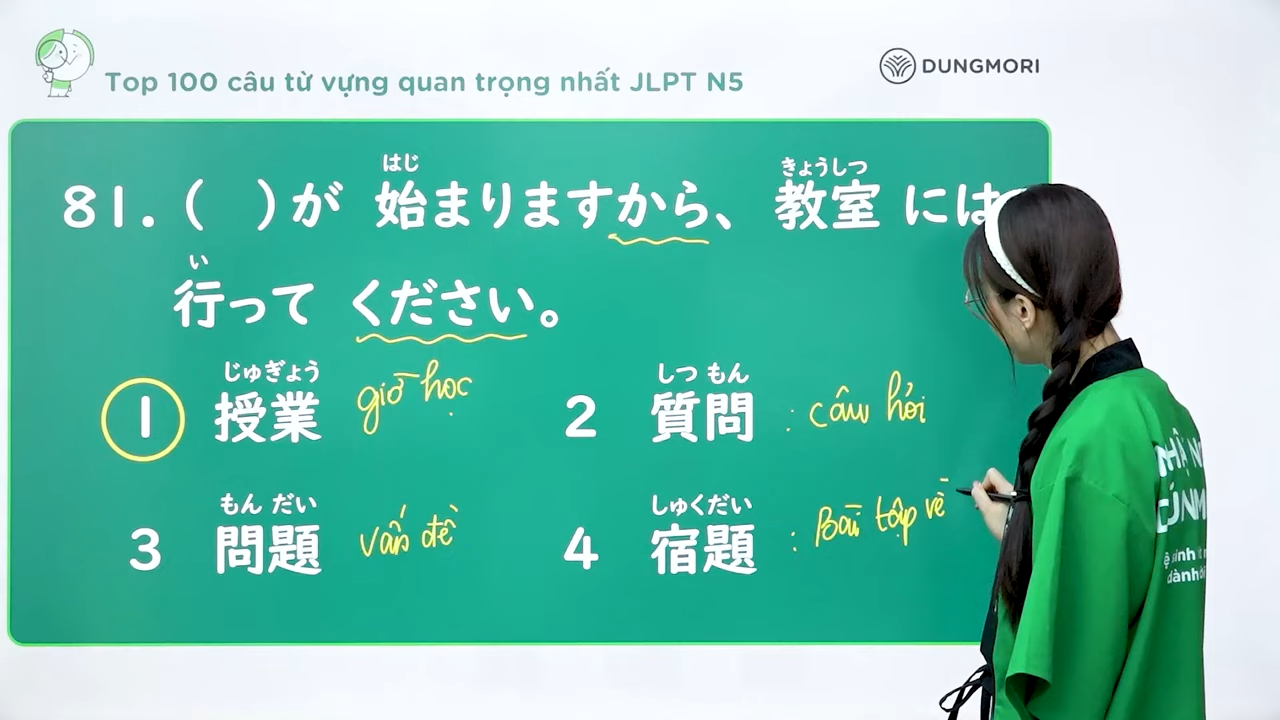 Top 100 câu từ vựng quan trọng nhất JLPT N5
DUNGMORI
はじ きょうしつ
81. ( )が 始まりますから、 教室 には
い
行って ください。
じゅぎょう しつ もん
1 授業 giờ học 2 質問 : câu hỏi
もん だい しゅくだい
3 問題 vấn đề 4 宿題 : Bài tập về